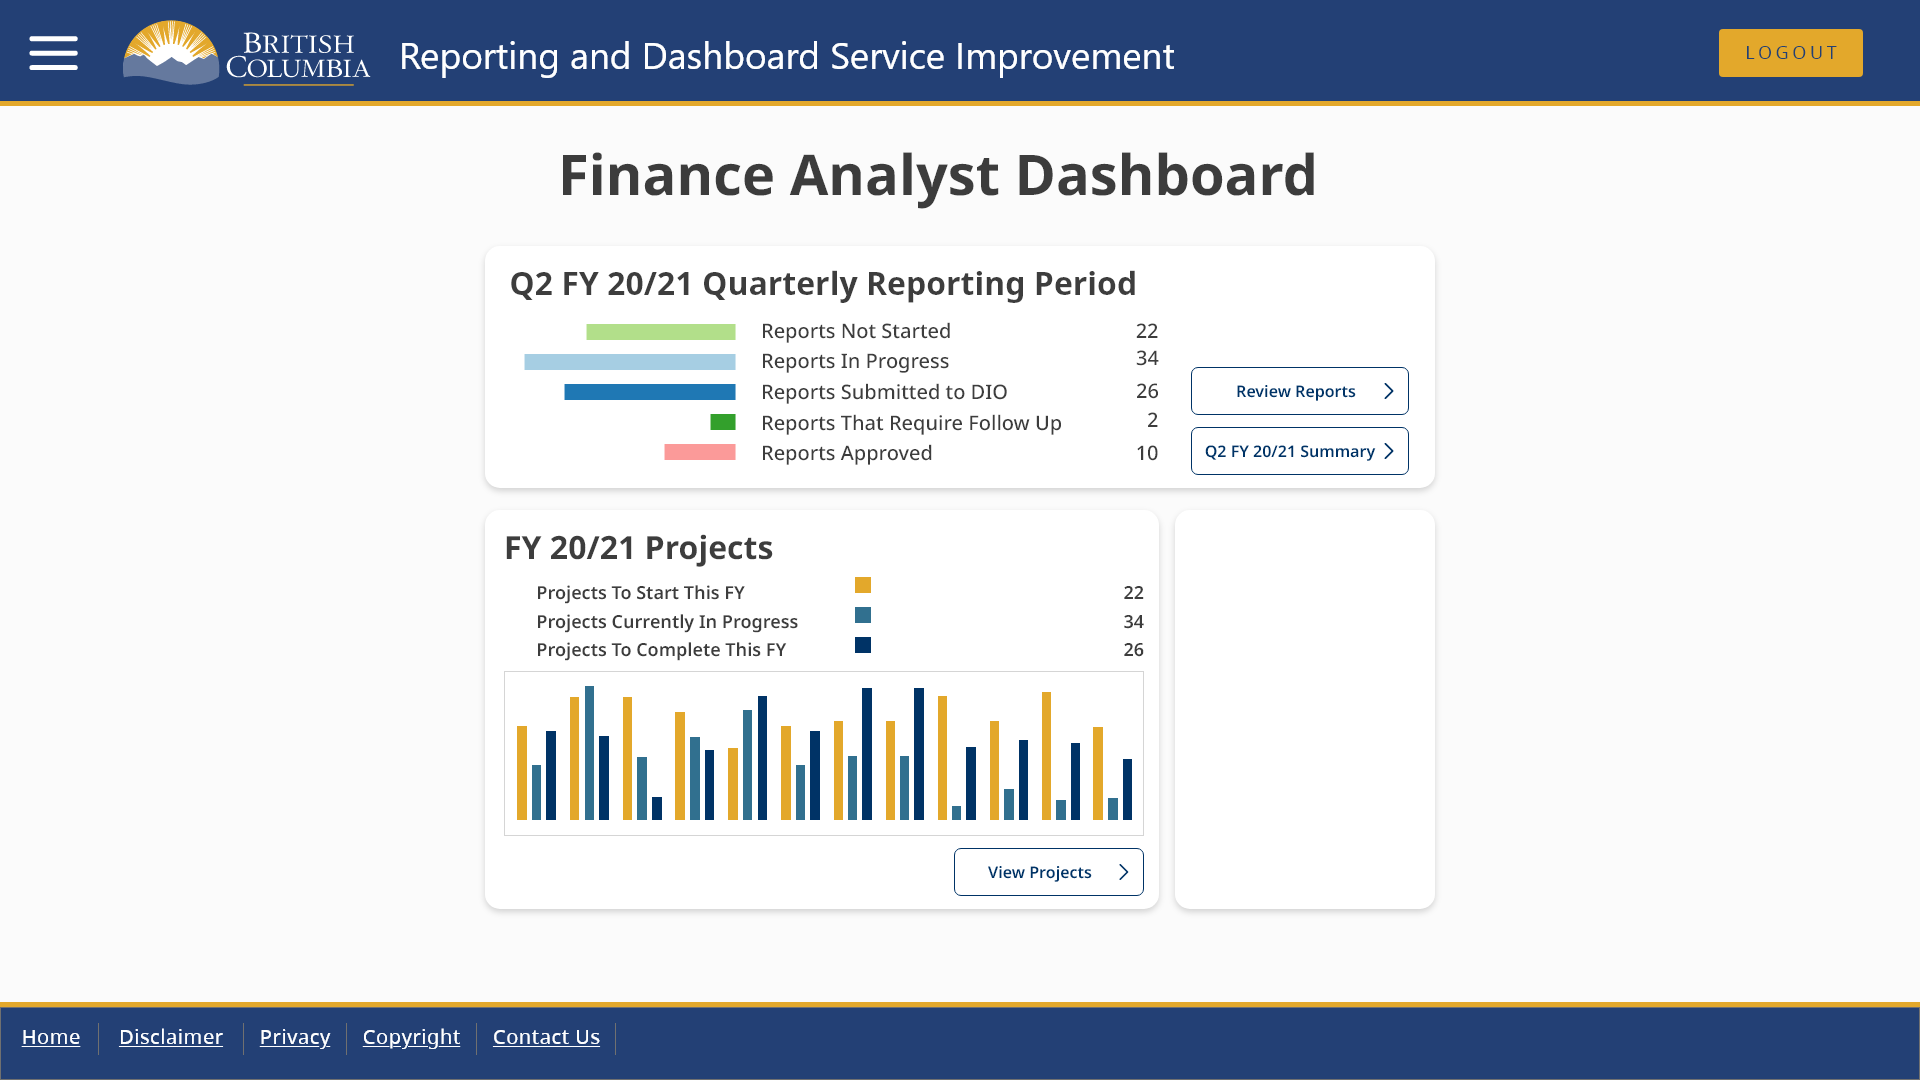 BRITISH
COLUMBIA
Reporting and Dashboard Service Improvement
LOGOUT
Finance Analyst Dashboard
Q2 FY 20/21 Quarterly Reporting Period
Reports Not Started 22
Reports In Progress 34
Reports Submitted to DIO 26
Reports That Require Follow Up 2
Reports Approved 10
Review Reports
Q2 FY 20/21 Summary
FY 20/21 Projects
Projects To Start This FY 22
Projects Currently In Progress 34
Projects To Complete This FY 26
View Projects
Home Disclaimer Privacy Copyright Contact Us